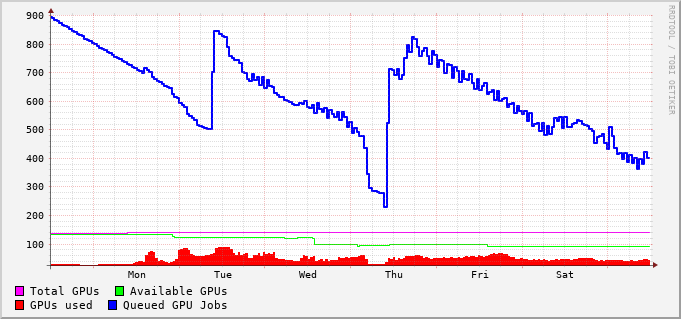 900
800
700
600
500
400
300
200
100
Mon Tue Wed Thu Fri Sat
Total GPUs Available GPUs
GPUs used Queued GPU Jobs
RRDTOOL / TOBI OETIKER